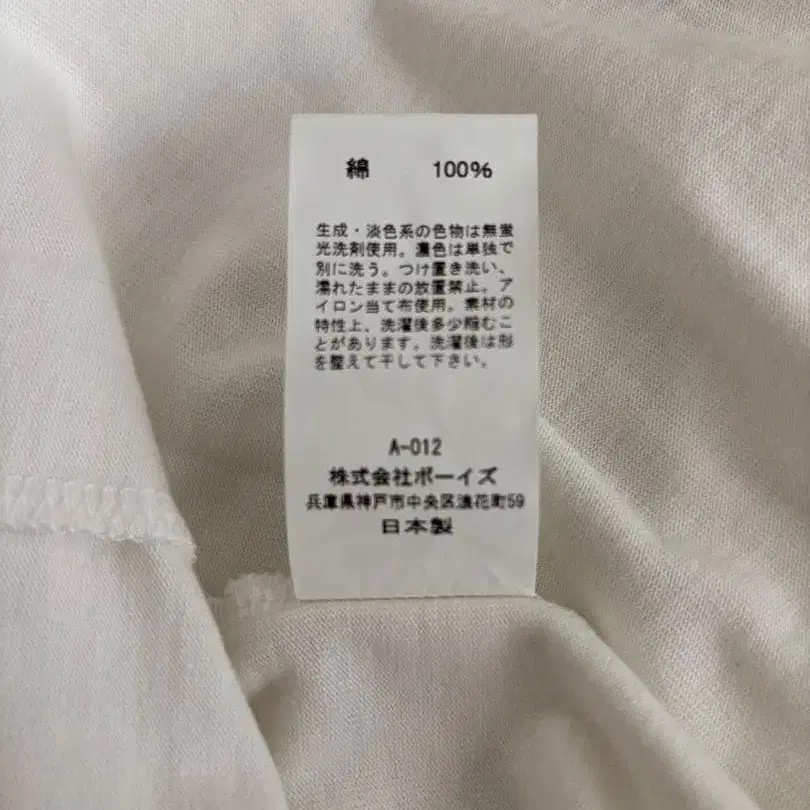 綿 100%
生成・淡色系の色物は無蛍
光洗剤使用。濃色は単独で
別に洗う。つけ置き洗い、
濡れたままの放置禁止。ア
イロン当て布使用。素材の
特性上、洗濯後多少縮むこ
とがあります。洗濯後は形
を整えて干して下さい。
A-012
株式会社ボーイズ
兵庫県神戸市中央区浪花町59
日本製